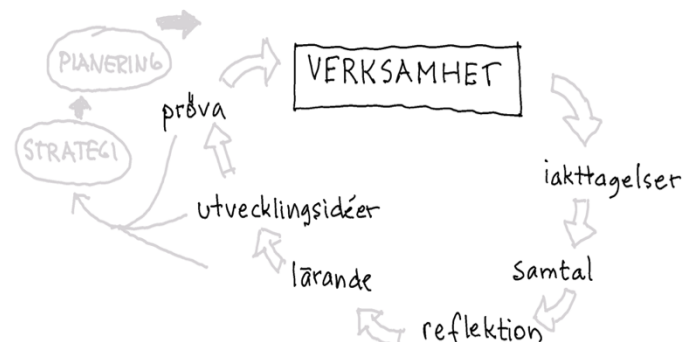 PLANERING
VERKSAMHET
pröva
STRATEGI
iakttagelser
utvecklingsidéer
samtal
lärande
reflektion